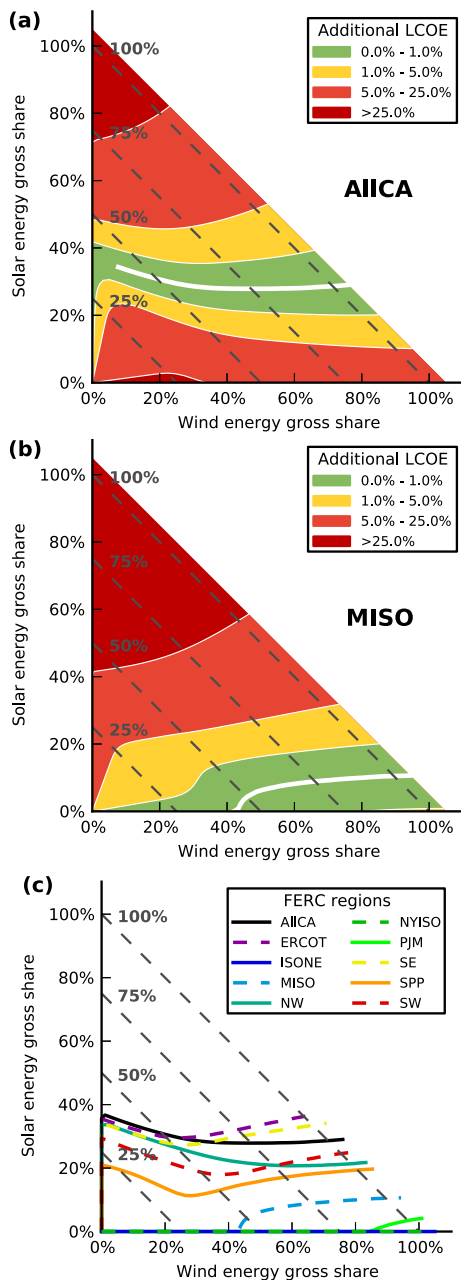 (a)
Additional LCOE
0.0% - 1.0%
1.0% - 5.0%
5.0% - 25.0%
>25.0%
AllCA
100%
75%
50%
25%
Solar energy gross share
100%
80%
60%
40%
20%
0%
0% 20% 40% 60% 80% 100%
Wind energy gross share
(b)
Additional LCOE
0.0% - 1.0%
1.0% - 5.0%
5.0% - 25.0%
>25.0%
MISO
100%
75%
50%
25%
Solar energy gross share
100%
80%
60%
40%
20%
0%
0% 20% 40% 60% 80% 100%
Wind energy gross share
(c)
FERC regions
AllCA NYISO
ERCOT PJM
ISONE SE
MISO SPP
NW SW
100%
75%
50%
25%
Solar energy gross share
100%
80%
60%
40%
20%
0%
0% 20% 40% 60% 80% 100%
Wind energy gross share